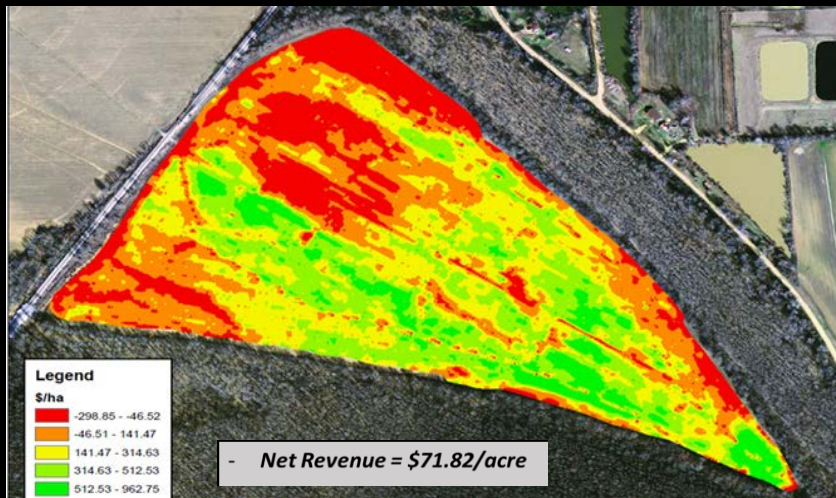 Legend
$/ha
-298.85 - -46.52
-46.51 - 141.47
141.47 - 314.63
314.63 - 512.53
512.53 - 962.75
- Net Revenue = $71.82/acre